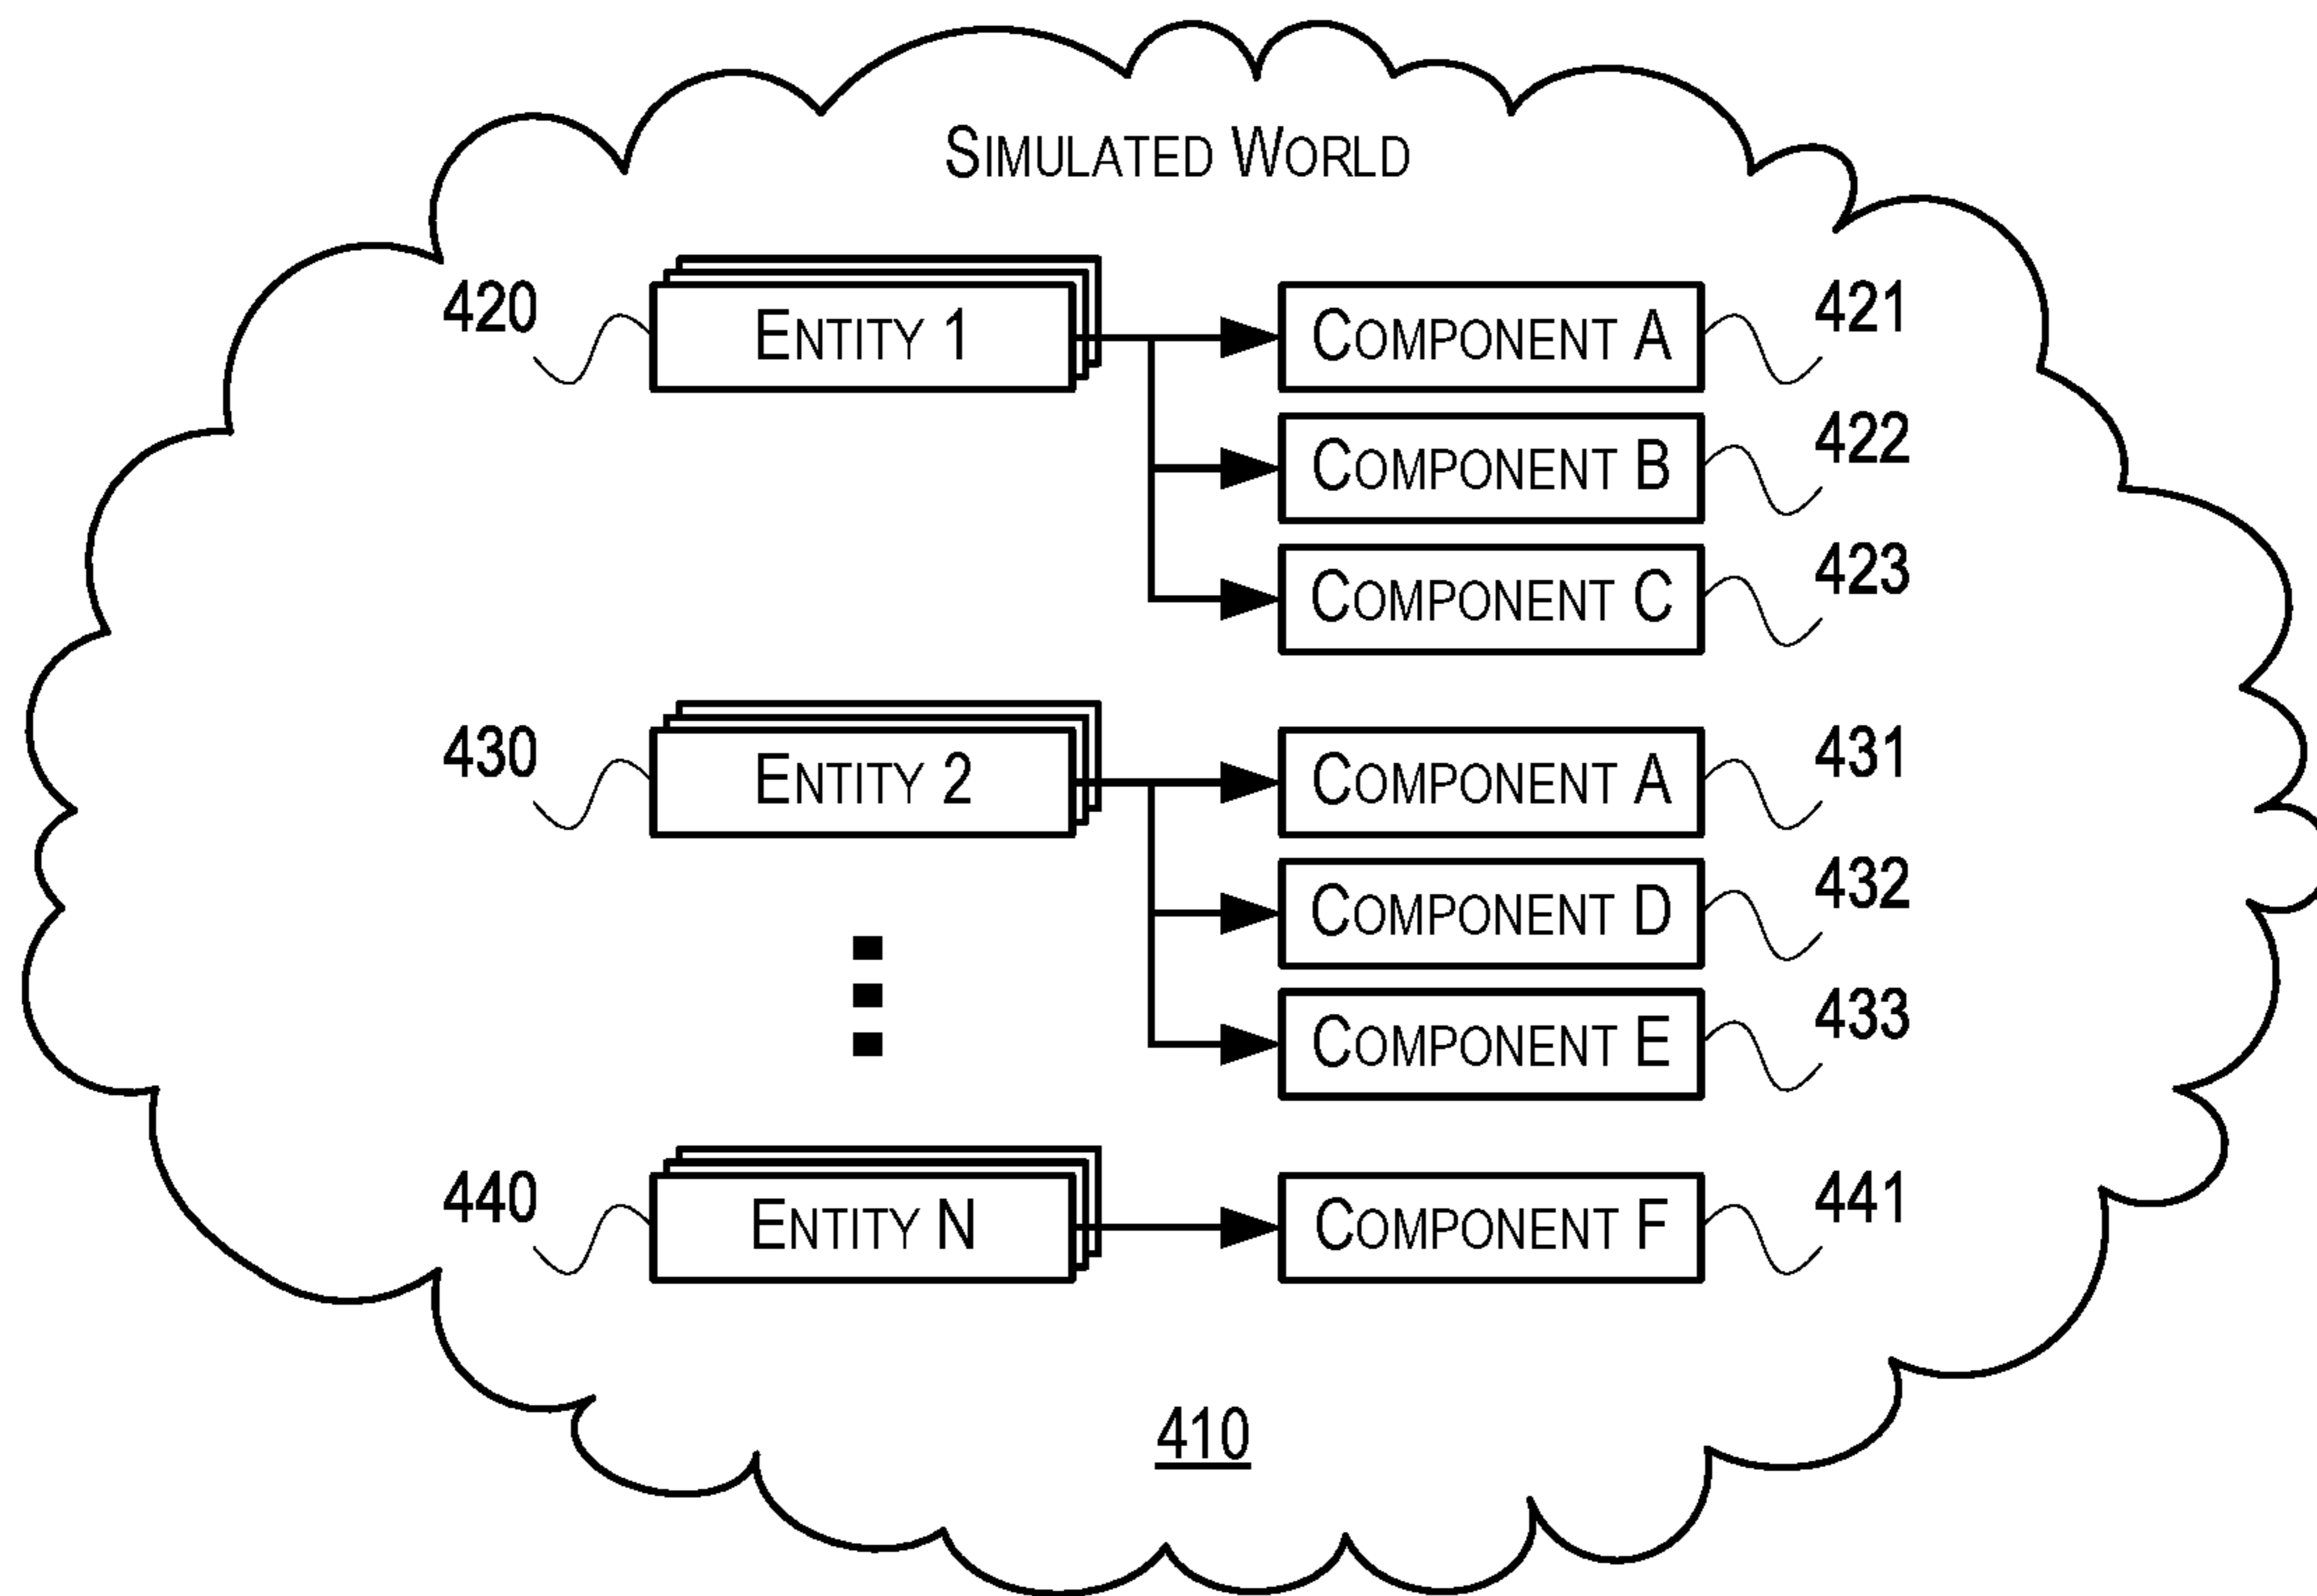 SIMULATED WORLD
420 ENTITY 1 COMPONENT A 421
COMPONENT B 422
COMPONENT C 423
430 ENTITY 2 COMPONENT A 431
COMPONENT D 432
COMPONENT E 433
440 ENTITY N COMPONENT F 441
410